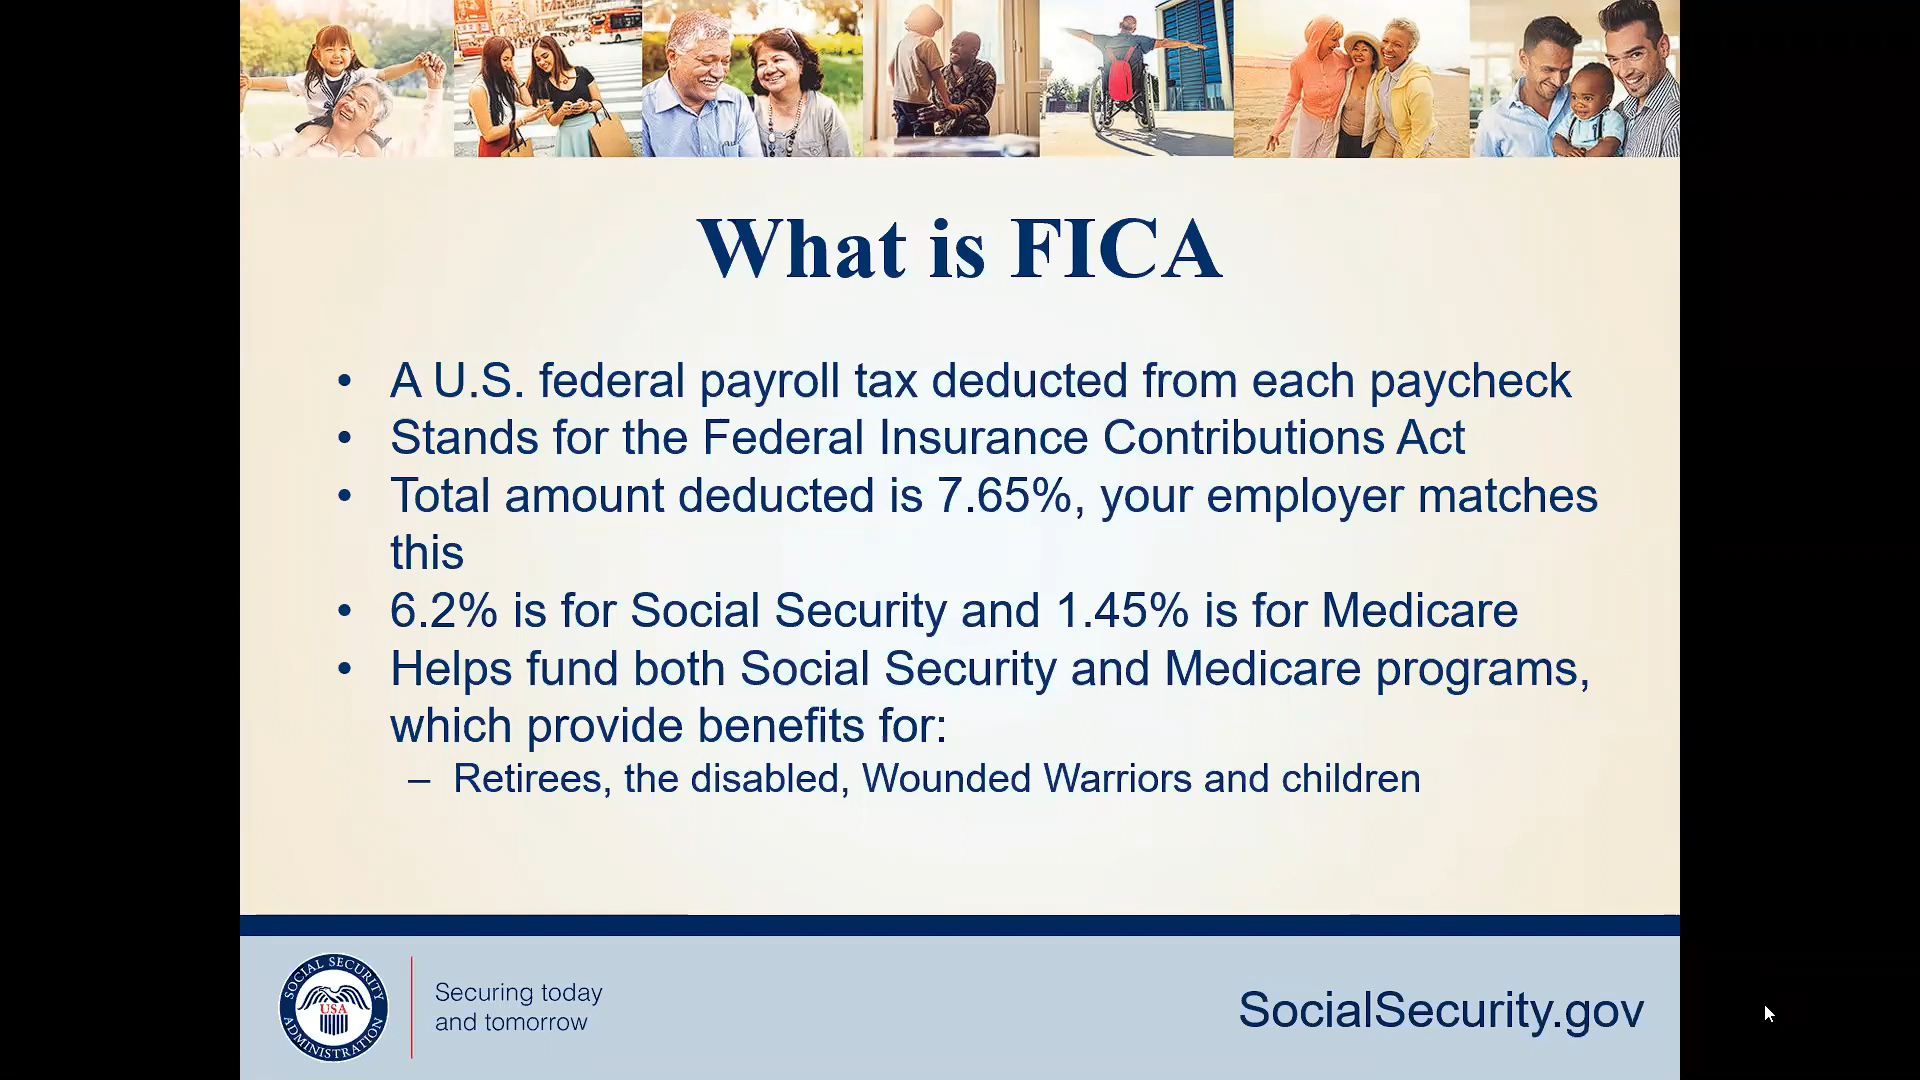 What is FICA
• A U.S. federal payroll tax deducted from each paycheck
• Stands for the Federal Insurance Contributions Act
• Total amount deducted is 7.65%, your employer matches
this
• 6.2% is for Social Security and 1.45% is for Medicare
• Helps fund both Social Security and Medicare programs,
which provide benefits for:
– Retirees, the disabled, Wounded Warriors and children
SOCIAL SECURITY
USA
ADMINISTRATION
Securing today
and tomorrow
SocialSecurity.gov